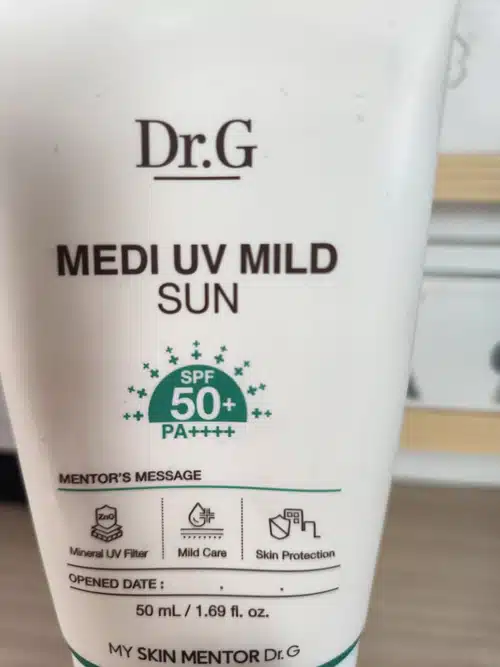 Dr.G
MEDI UV MILD
SUN
SPF
50+
PA++++
MENTOR'S MESSAGE
ZnO
Mineral UV Filter
Mild Care
Skin Protection
OPENED DATE : . .
50 mL / 1.69 fl. oz.
MY SKIN MENTOR Dr.G